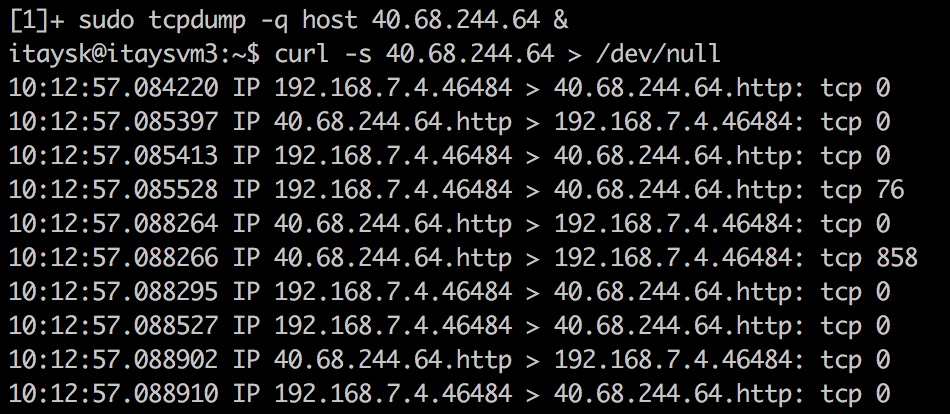 [1]+ sudo tcpdump -q host 40.68.244.64 &
itaysk@itaysvm3:~$ curl -s 40.68.244.64 > /dev/null
10:12:57.084220 IP 192.168.7.4.46484 > 40.68.244.64.http: tcp 0
10:12:57.085397 IP 40.68.244.64.http > 192.168.7.4.46484: tcp 0
10:12:57.085413 IP 192.168.7.4.46484 > 40.68.244.64.http: tcp 0
10:12:57.085528 IP 192.168.7.4.46484 > 40.68.244.64.http: tcp 76
10:12:57.088264 IP 40.68.244.64.http > 192.168.7.4.46484: tcp 0
10:12:57.088266 IP 40.68.244.64.http > 192.168.7.4.46484: tcp 858
10:12:57.088295 IP 192.168.7.4.46484 > 40.68.244.64.http: tcp 0
10:12:57.088527 IP 192.168.7.4.46484 > 40.68.244.64.http: tcp 0
10:12:57.088902 IP 40.68.244.64.http > 192.168.7.4.46484: tcp 0
10:12:57.088910 IP 192.168.7.4.46484 > 40.68.244.64.http: tcp 0